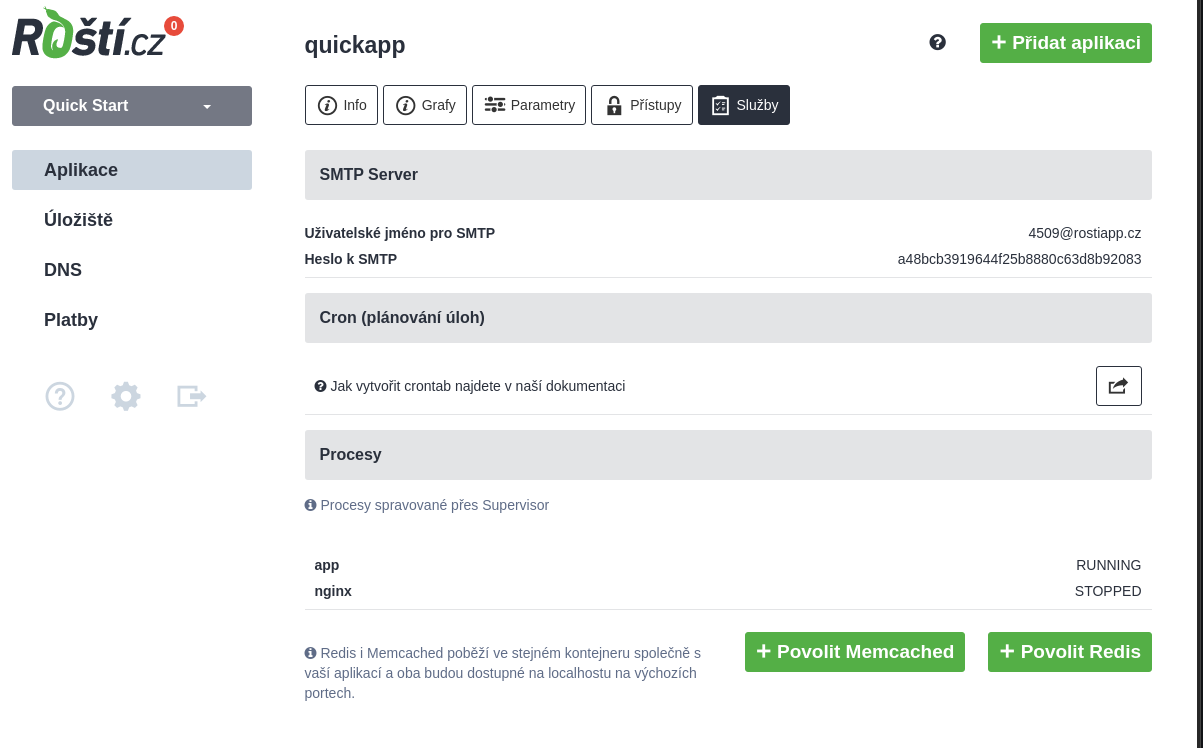 Roští.cz 0
quickapp
Přidat aplikaci
Quick Start
Info Grafy Parametry Přístupy Služby
Aplikace
Úložiště
DNS
Platby
SMTP Server
Uživatelské jméno pro SMTP 4509@rostiapp.cz
Heslo k SMTP a48bcb3919644f25b8880c63d8b92083
Cron (plánování úloh)
Jak vytvořit crontab najdete v naší dokumentaci
Procesy
Procesy spravované přes Supervisor
app RUNNING
nginx STOPPED
Redis i Memcached poběží ve stejném kontejneru společně s
vaší aplikací a oba budou dostupné na localhostu na výchozích
portech.
Povolit Memcached Povolit Redis